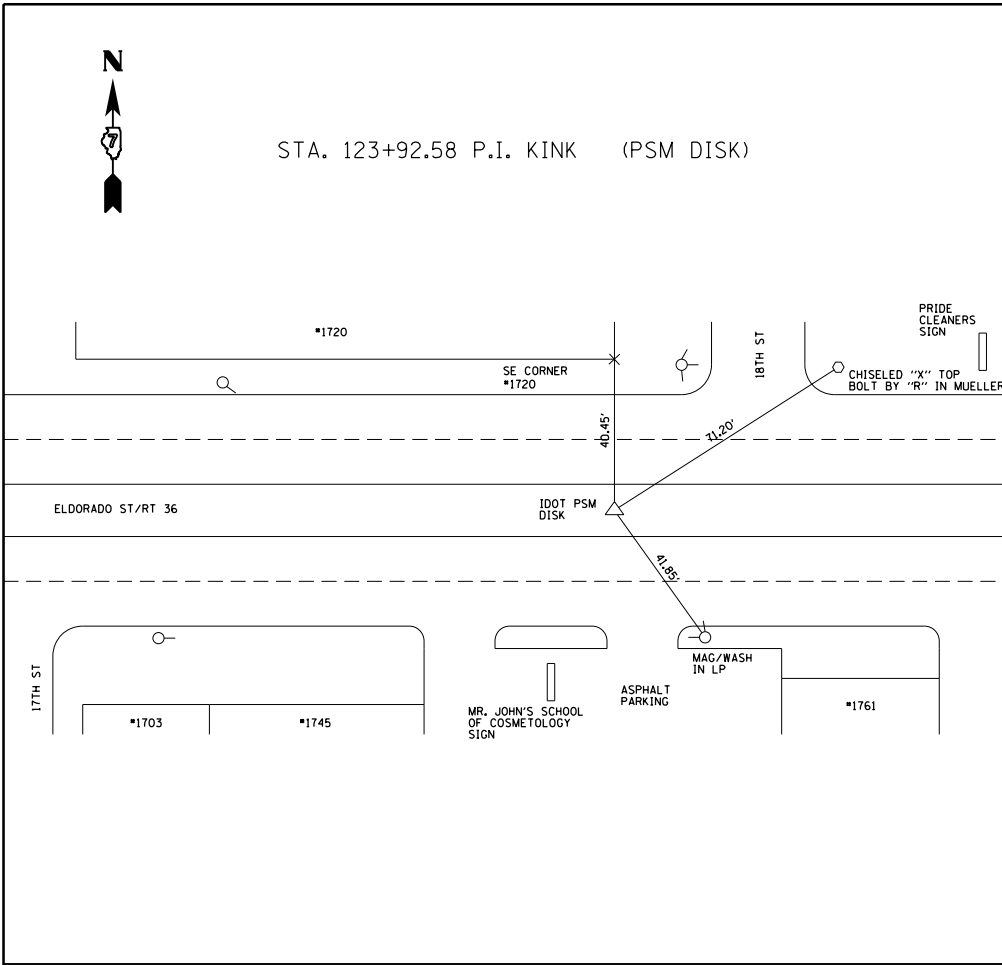 N
7
STA. 123+92.58 P.I. KINK (PSM DISK)
PRIDE
CLEANERS
SIGN
#1720
18TH ST
SE CORNER
#1720
CHISELED "X" TOP
BOLT BY "R" IN MUELLER
40.45'
71.20'
ELDORADO ST/RT 36
IDOT PSM
DISK
41.85'
17TH ST
MAG/WASH
IN LP
ASPHALT
PARKING
#1703
#1745
MR. JOHN'S SCHOOL
OF COSMETOLOGY
SIGN
#1761